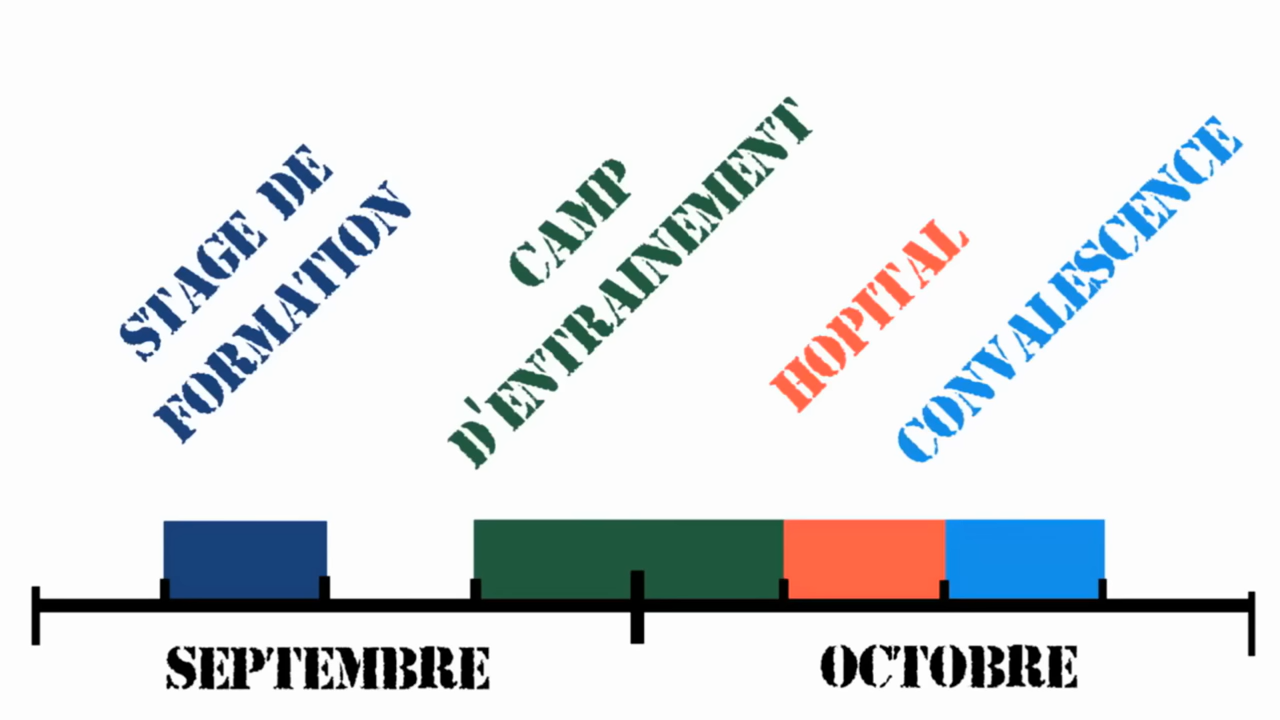 STAGE DE
FORMATION
CAMP
D'ENTRAINEMENT
HOPITAL
CONVALESCENCE
SEPTEMBRE
OCTOBRE